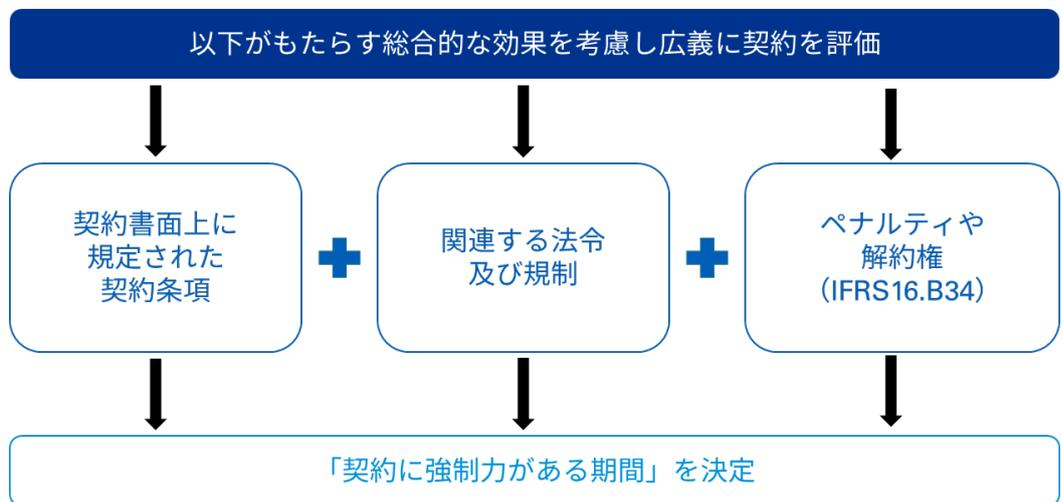 以下がもたらす総合的な効果を考慮し広義に契約を評価
契約書面上に
規定された
契約条項
関連する法令
及び規制
ペナルティや
解約権
（IFRS16.B34）
「契約に強制力がある期間」を決定